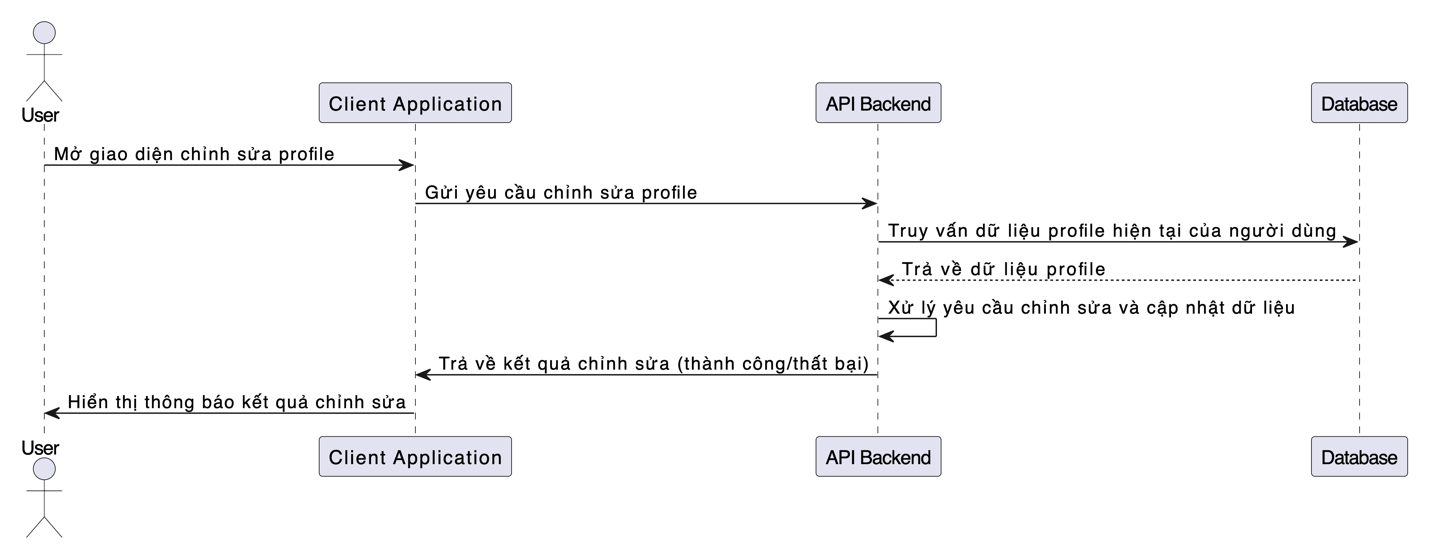 User
Client Application
API Backend
Database
Mở giao diện chỉnh sửa profile
Gửi yêu cầu chỉnh sửa profile
Truy vấn dữ liệu profile hiện tại của người dùng
Trả về dữ liệu profile
Xử lý yêu cầu chỉnh sửa và cập nhật dữ liệu
Trả về kết quả chỉnh sửa (thành công/thất bại)
Hiển thị thông báo kết quả chỉnh sửa
User
Client Application
API Backend
Database